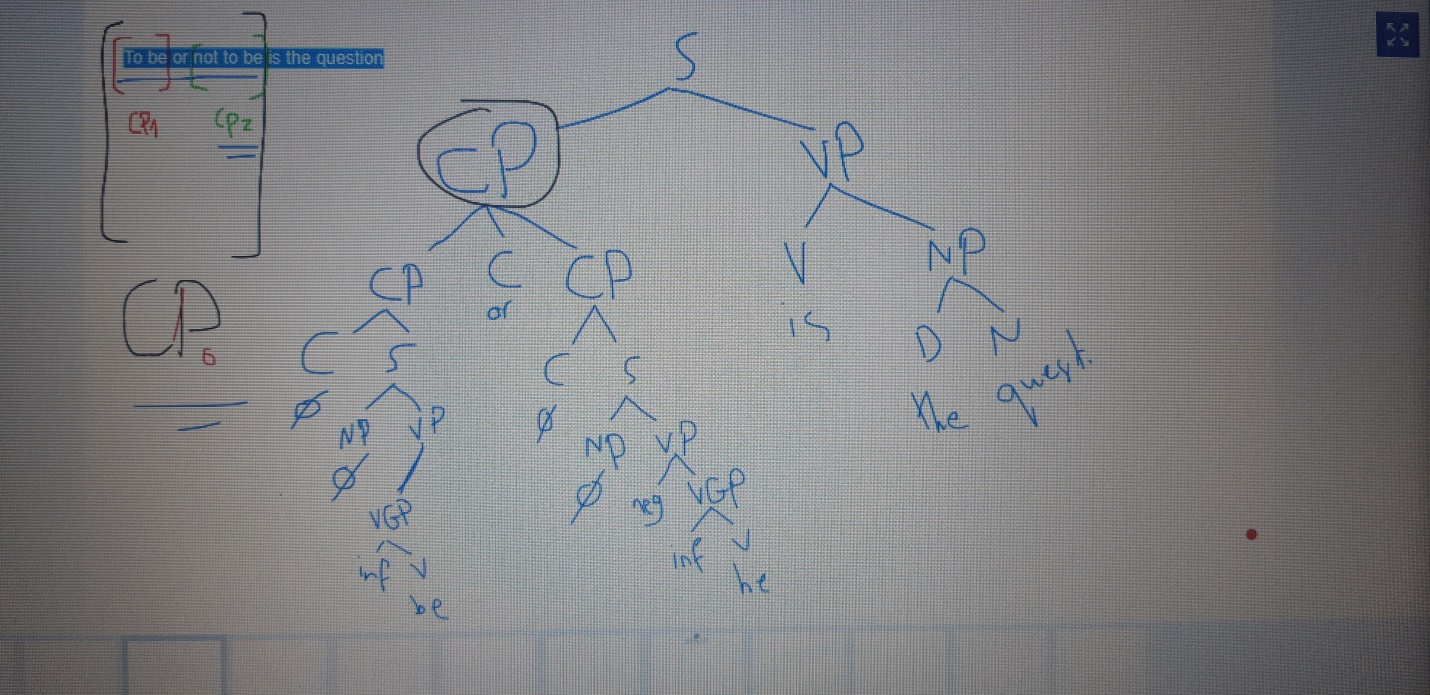 To be or not to be is the question
S
CP1 CP2
CP VP
CP C CP V NP
or
CP6 is
C S C S D N
∅ ∅ the quest.
NP VP NP VP
∅ ∅ neg VGP
VGP
inf V inf V
be be